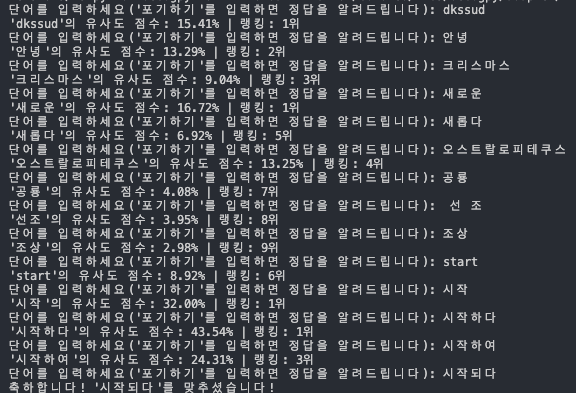 단어를 입력하세요('포기하기'를 입력하면 정답을 알려드립니다): dkssud
'dkssud'의 유사도 점수: 15.41% | 랭킹: 1위
단어를 입력하세요('포기하기'를 입력하면 정답을 알려드립니다): 안녕
'안녕'의 유사도 점수: 13.29% | 랭킹: 2위
단어를 입력하세요('포기하기'를 입력하면 정답을 알려드립니다): 크리스마스
'크리스마스'의 유사도 점수: 9.04% | 랭킹: 3위
단어를 입력하세요('포기하기'를 입력하면 정답을 알려드립니다): 새로운
'새로운'의 유사도 점수: 16.72% | 랭킹: 1위
단어를 입력하세요('포기하기'를 입력하면 정답을 알려드립니다): 새롭다
'새롭다'의 유사도 점수: 6.92% | 랭킹: 5위
단어를 입력하세요('포기하기'를 입력하면 정답을 알려드립니다): 오스트랄로피테쿠스
'오스트랄로피테쿠스'의 유사도 점수: 13.25% | 랭킹: 4위
단어를 입력하세요('포기하기'를 입력하면 정답을 알려드립니다): 공룡
'공룡'의 유사도 점수: 4.08% | 랭킹: 7위
단어를 입력하세요('포기하기'를 입력하면 정답을 알려드립니다): 선조
'선조'의 유사도 점수: 3.95% | 랭킹: 8위
단어를 입력하세요('포기하기'를 입력하면 정답을 알려드립니다): 조상
'조상'의 유사도 점수: 2.98% | 랭킹: 9위
단어를 입력하세요('포기하기'를 입력하면 정답을 알려드립니다): start
'start'의 유사도 점수: 8.92% | 랭킹: 6위
단어를 입력하세요('포기하기'를 입력하면 정답을 알려드립니다): 시작
'시작'의 유사도 점수: 32.00% | 랭킹: 1위
단어를 입력하세요('포기하기'를 입력하면 정답을 알려드립니다): 시작하다
'시작하다'의 유사도 점수: 43.54% | 랭킹: 1위
단어를 입력하세요('포기하기'를 입력하면 정답을 알려드립니다): 시작하여
'시작하여'의 유사도 점수: 24.31% | 랭킹: 3위
단어를 입력하세요('포기하기'를 입력하면 정답을 알려드립니다): 시작되다
축하합니다! '시작되다'를 맞추셨습니다!